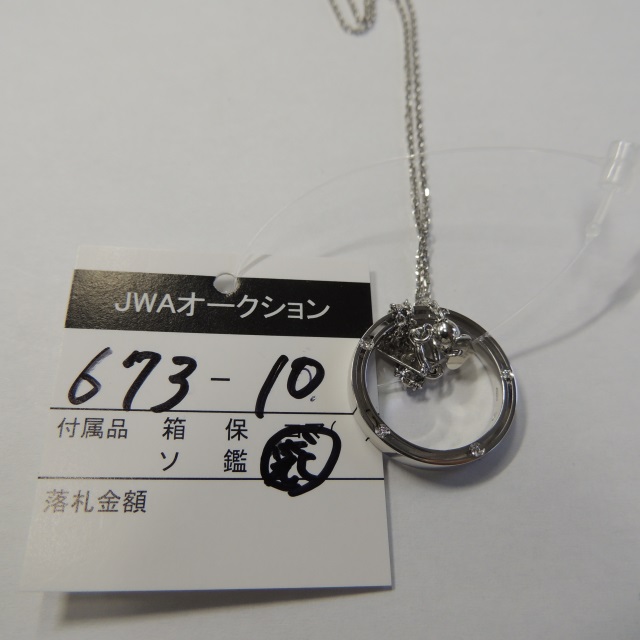 JWAオークション
673-10.
付属品 箱 保
ソ 鑑
落札金額